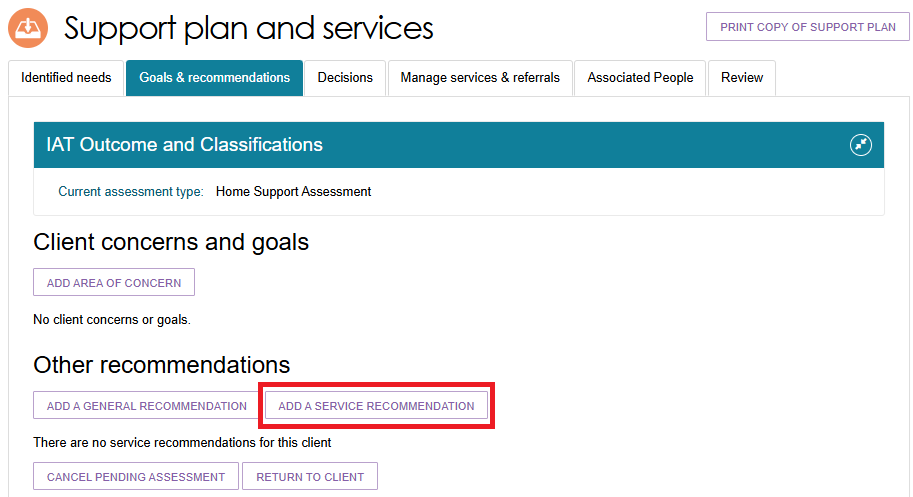 Support plan and services
PRINT COPY OF SUPPORT PLAN
Identified needs
Goals & recommendations
Decisions
Manage services & referrals
Associated People
Review
IAT Outcome and Classifications
Current assessment type: Home Support Assessment
Client concerns and goals
ADD AREA OF CONCERN
No client concerns or goals.
Other recommendations
ADD A GENERAL RECOMMENDATION
ADD A SERVICE RECOMMENDATION
There are no service recommendations for this client
CANCEL PENDING ASSESSMENT
RETURN TO CLIENT